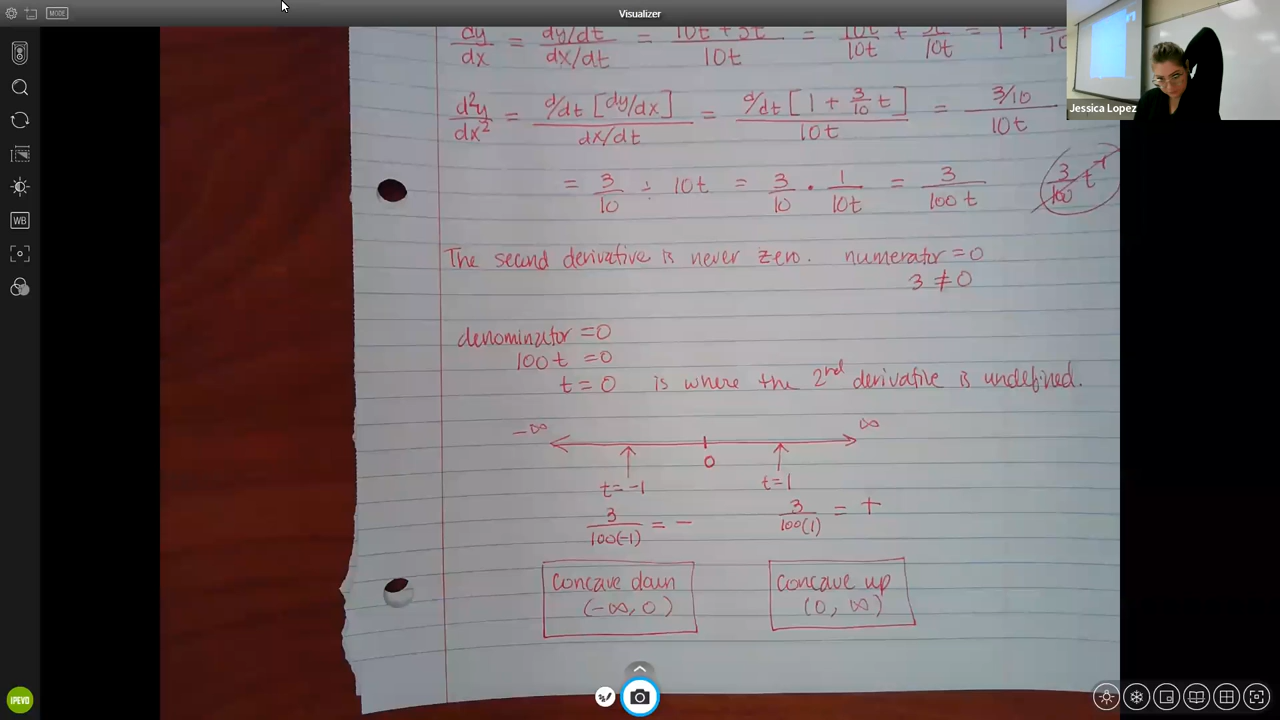 MODE
Visualizer
dy/dx = dy/dt / dx/dt = 10t + 3t / 10t = 10t/10t + 3t/10t = 1 +
d²y/dx² = d/dt [dy/dx] / dx/dt = d/dt [1 + 3/10 t] / 10t = 3/10 / 10t
Jessica Lopez
= 3/10 ÷ 10t = 3/10 · 1/10t = 3/100t 3/100 t⁻¹
The second derivative is never zero. numerator = 0
3 ≠ 0
denominator = 0
100t = 0
t = 0 is where the 2nd derivative is undefined.
-∞ ∞
0
t = -1 t = 1
3/100(-1) = - 3/100(1) = +
concave down concave up
(-∞, 0) (0, ∞)
WB
IPEVO